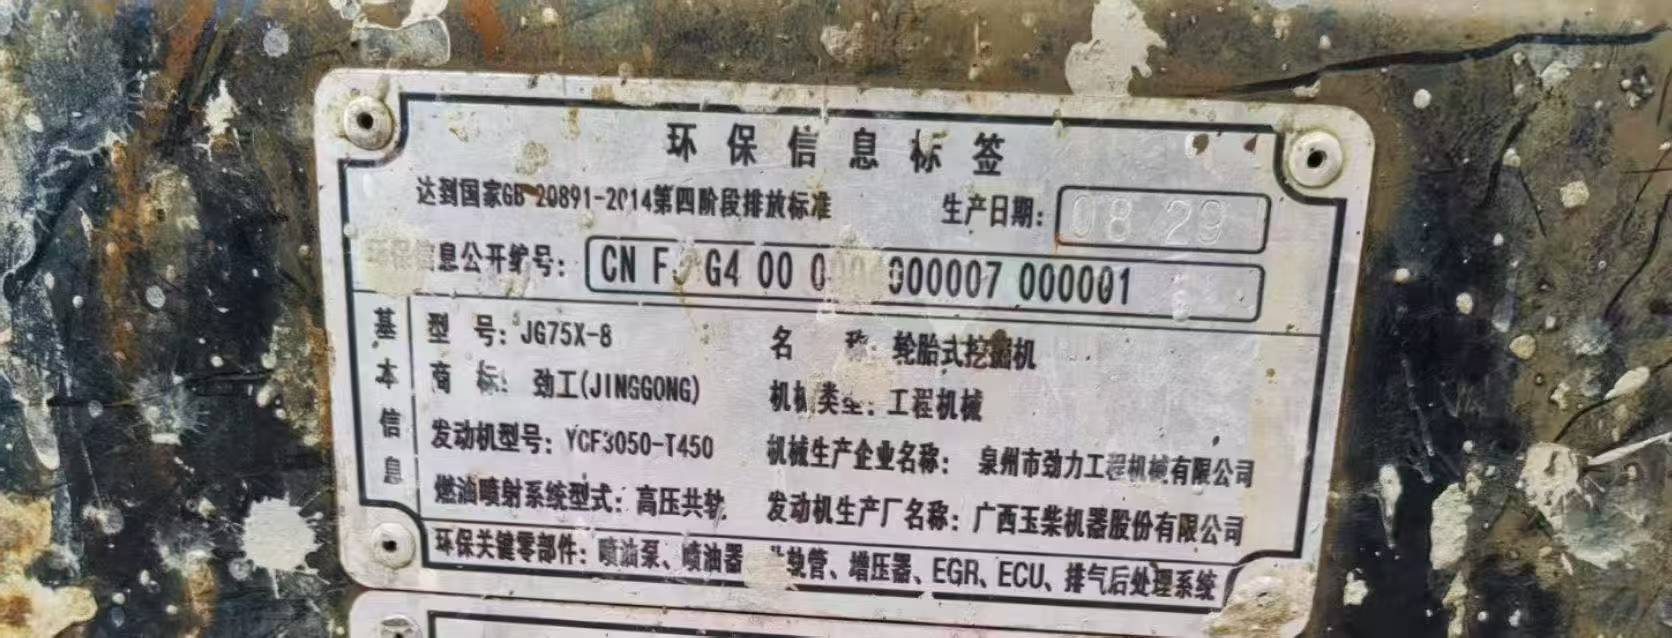 环保信息标签
达到国家GB 20891-2014第四阶段排放标准 生产日期: 08 29
环保信息公开编号: CN F G4 00 000007 000001
基本信息
型 号: JG75X-8 名 称: 轮胎式挖掘机
商 标: 劲工(JINGGONG) 机械类型: 工程机械
发动机型号: YCF3050-T450 机械生产企业名称: 泉州市劲力工程机械有限公司
燃油喷射系统型式: 高压共轨 发动机生产厂名称: 广西玉柴机器股份有限公司
环保关键零部件: 喷油泵、喷油器 轨管、增压器、EGR、ECU、排气后处理系统